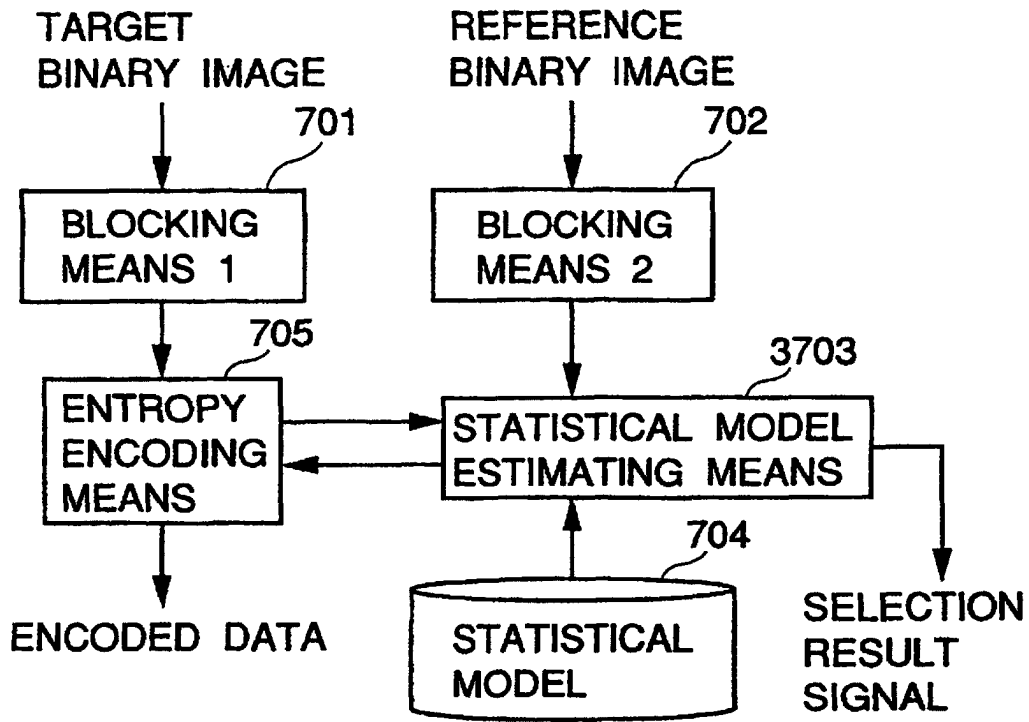 TARGET
BINARY IMAGE
REFERENCE
BINARY IMAGE
701
702
BLOCKING
MEANS 1
BLOCKING
MEANS 2
705
3703
ENTROPY
ENCODING
MEANS
STATISTICAL MODEL
ESTIMATING MEANS
704
ENCODED DATA
STATISTICAL
MODEL
SELECTION
RESULT
SIGNAL